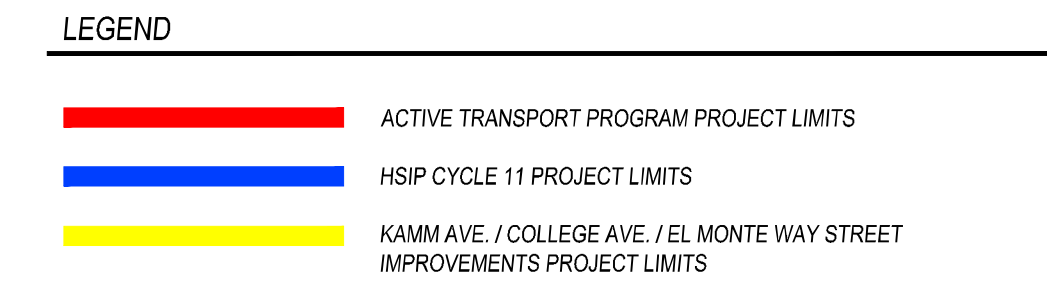 LEGEND
ACTIVE TRANSPORT PROGRAM PROJECT LIMITS
HSIP CYCLE 11 PROJECT LIMITS
KAMM AVE. / COLLEGE AVE. / EL MONTE WAY STREET
IMPROVEMENTS PROJECT LIMITS